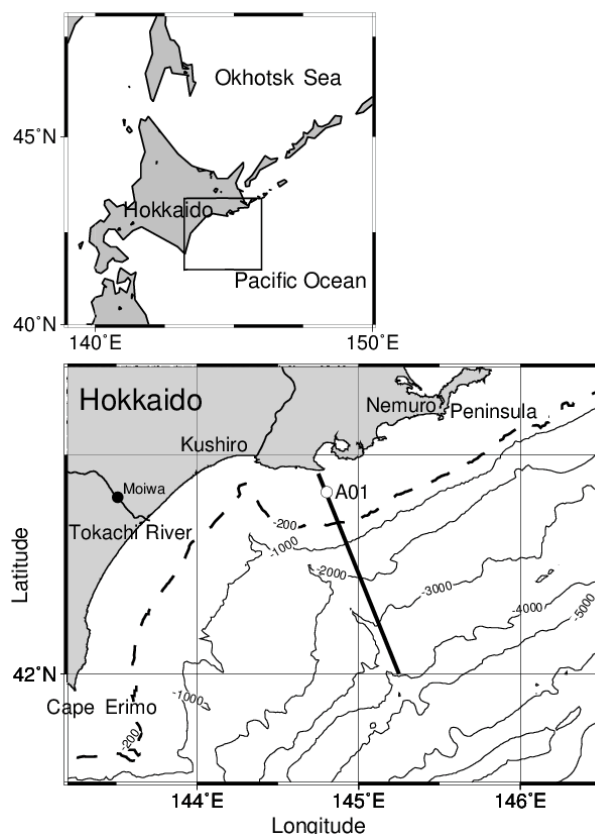 Okhotsk Sea
45°N
Hokkaido
Pacific Ocean
40°N
140°E
150°E
Hokkaido
Nemuro Peninsula
Kushiro
Moiwa
A01
Tokachi River
-200
-1000
-2000
-3000
-4000
-5000
Latitude
42°N
-1000
Cape Erimo
-200
144°E
145°E
146°E
Longitude